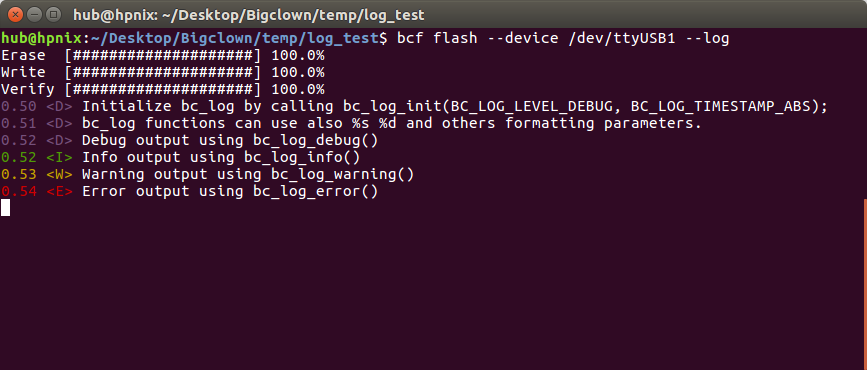 hub@hpnix: ~/Desktop/Bigclown/temp/log_test
hub@hpnix:~/Desktop/Bigclown/temp/log_test$ bcf flash --device /dev/ttyUSB1 --log
Erase  [####################] 100.0%
Write  [####################] 100.0%
Verify [####################] 100.0%
0.50 <D> Initialize bc_log by calling bc_log_init(BC_LOG_LEVEL_DEBUG, BC_LOG_TIMESTAMP_ABS);
0.51 <D> bc_log functions can use also %s %d and others formatting parameters.
0.52 <D> Debug output using bc_log_debug()
0.52 <I> Info output using bc_log_info()
0.53 <W> Warning output using bc_log_warning()
0.54 <E> Error output using bc_log_error()